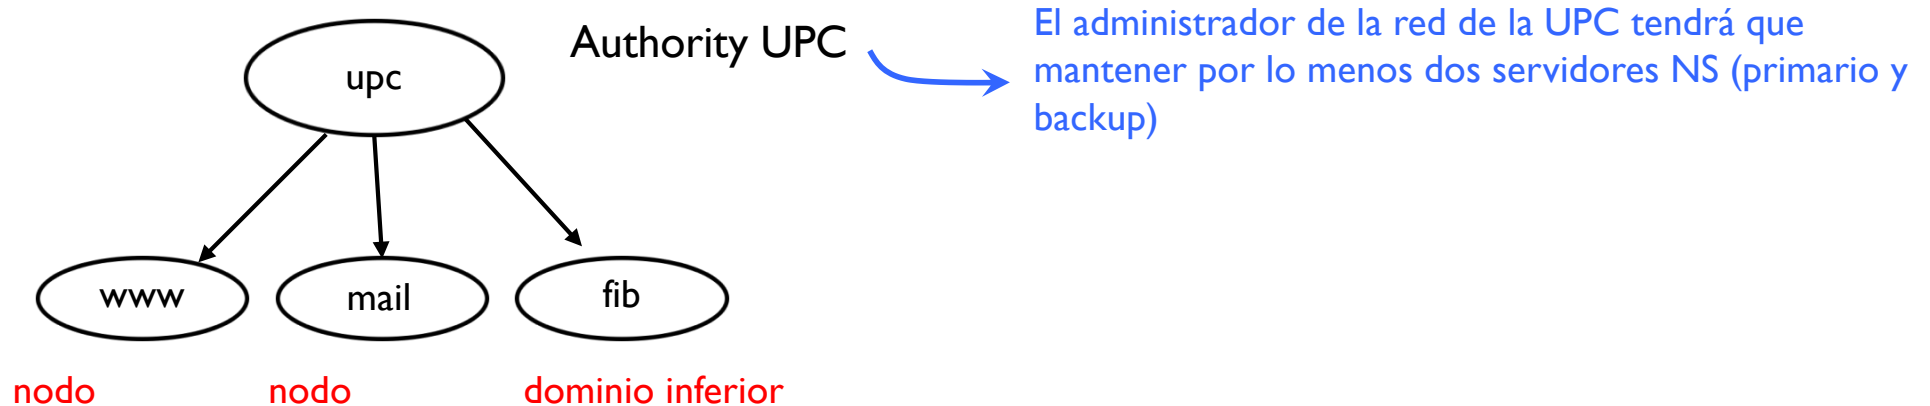 upc
Authority UPC
El administrador de la red de la UPC tendrá que
mantener por lo menos dos servidores NS (primario y
backup)
www
mail
fib
nodo
nodo
dominio inferior